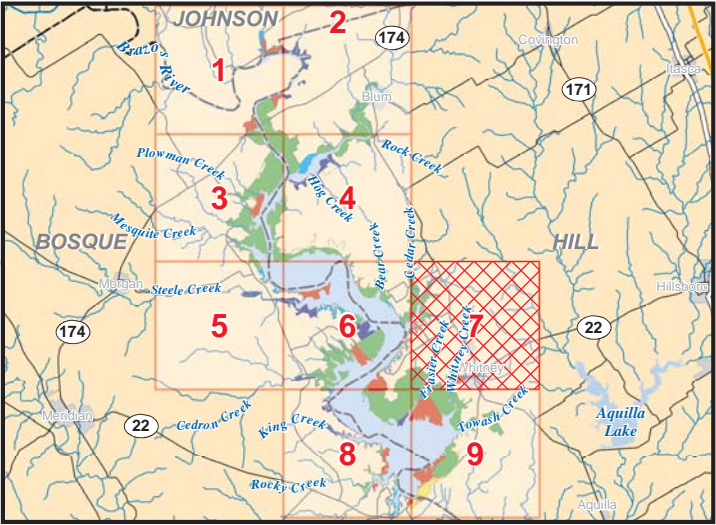 JOHNSON
2
174
Covington
Brazos River
1
Itasca
171
Blum
Plowman Creek
Rock Creek
3
Hog Creek
4
Mesquite Creek
Bear Creek
Cedar Creek
BOSQUE
HILL
Morgan
Steele Creek
Hillsboro
174
5
6
7
22
Frasier Creek
Whitney Creek
Whitney
Meridian
22
Cedron Creek
King Creek
Towash Creek
Aquilla
Lake
8
9
Rocky Creek
Aquilla